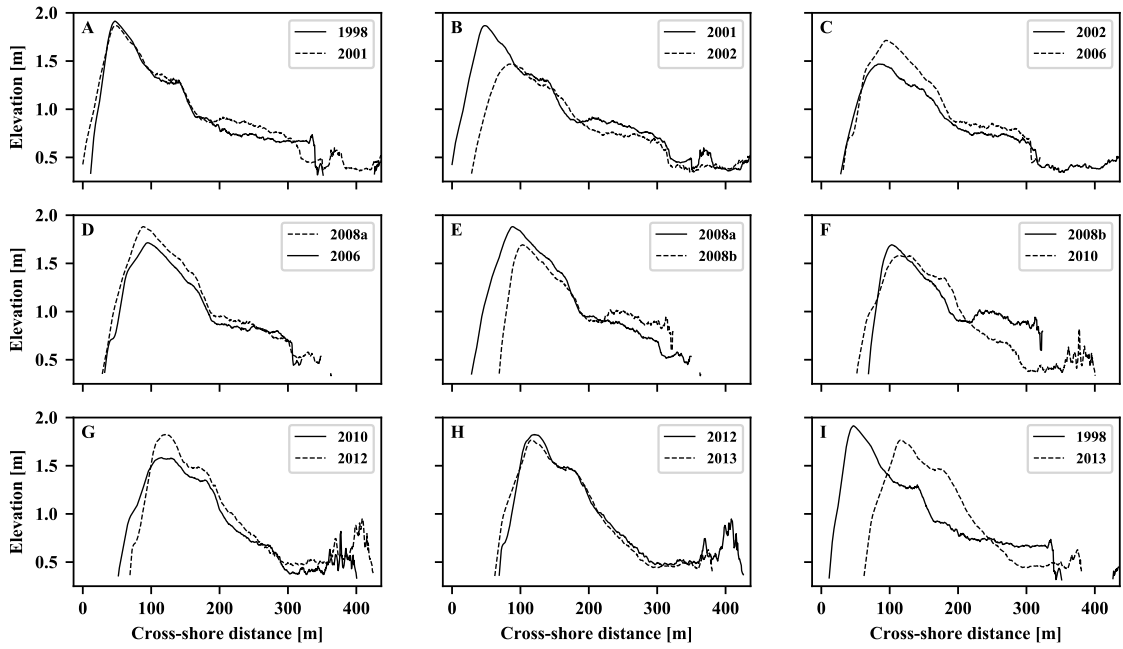 A
1998
2001
B
2001
2002
C
2002
2006
2.0
1.5
1.0
0.5
Elevation [m]
D
2008a
2006
E
2008a
2008b
F
2008b
2010
2.0
1.5
1.0
0.5
Elevation [m]
G
2010
2012
H
2012
2013
I
1998
2013
2.0
1.5
1.0
0.5
Elevation [m]
0 100 200 300 400
0 100 200 300 400
0 100 200 300 400
Cross-shore distance [m]
Cross-shore distance [m]
Cross-shore distance [m]